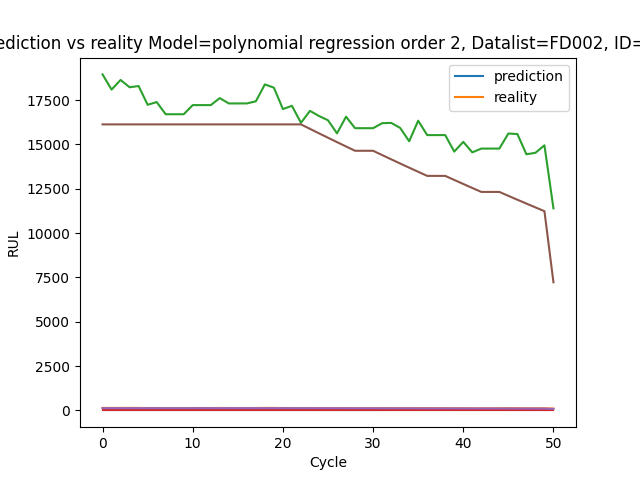 ediction vs reality Model=polynomial regression order 2, Datalist=FD002, ID=
prediction
reality
17500
15000
12500
10000
7500
5000
2500
0
RUL
0 10 20 30 40 50
Cycle